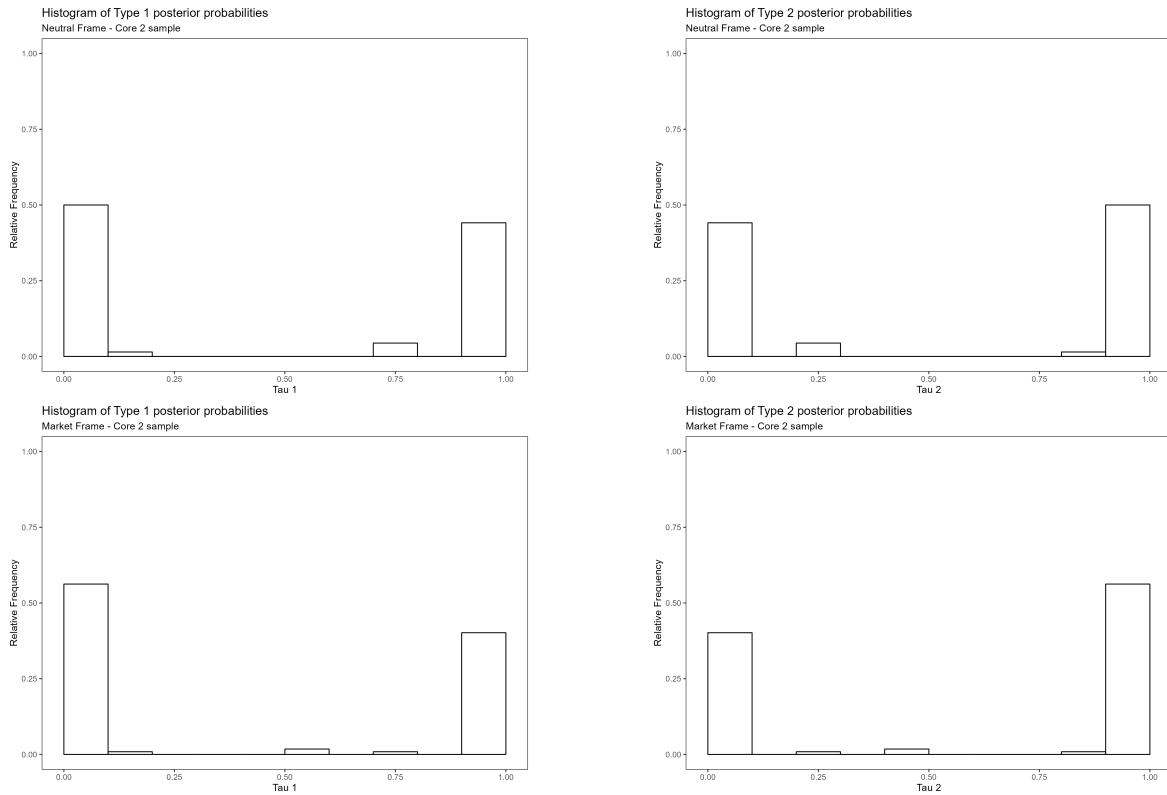 Histogram of Type 1 posterior probabilities
Neutral Frame - Core 2 sample
1.00
0.75
0.50
0.25
0.00
Relative Frequency
0.00 0.25 0.50 0.75 1.00
Tau 1
Histogram of Type 2 posterior probabilities
Neutral Frame - Core 2 sample
1.00
0.75
0.50
0.25
0.00
Relative Frequency
0.00 0.25 0.50 0.75 1.00
Tau 2
Histogram of Type 1 posterior probabilities
Market Frame - Core 2 sample
1.00
0.75
0.50
0.25
0.00
Relative Frequency
0.00 0.25 0.50 0.75 1.00
Tau 1
Histogram of Type 2 posterior probabilities
Market Frame - Core 2 sample
1.00
0.75
0.50
0.25
0.00
Relative Frequency
0.00 0.25 0.50 0.75 1.00
Tau 2